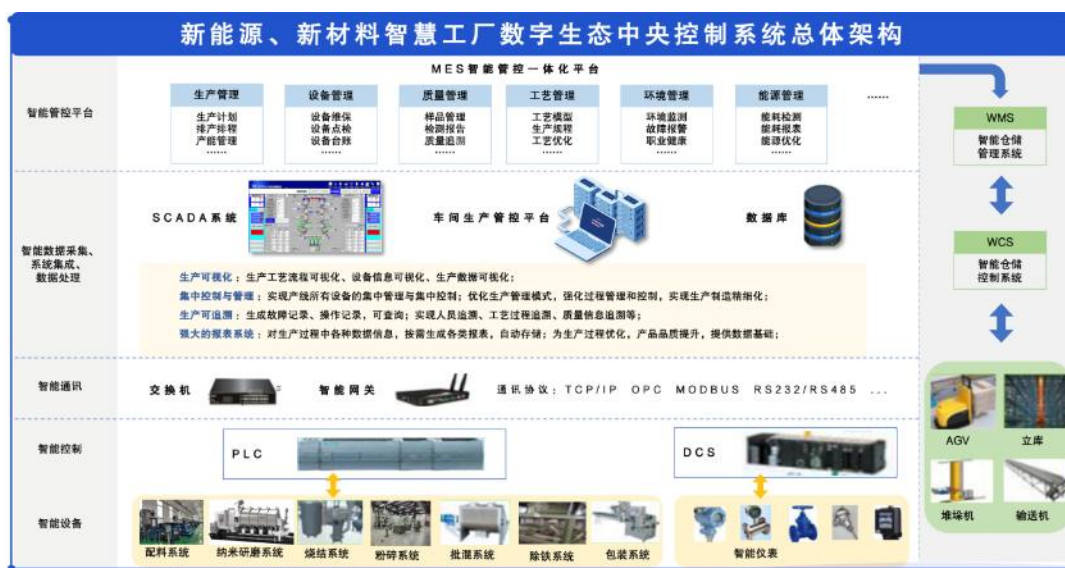 新能源、新材料智慧工厂数字生态中央控制系统总体架构
MES智能管控一体化平台
智能管控平台
生产管理
生产计划
排产排程
产能管理
……
设备管理
设备维保
设备点检
设备台账
……
质量管理
样品管理
检测报告
质量追溯
……
工艺管理
工艺模型
生产规程
工艺优化
……
环境管理
环境监测
故障报警
职业健康
……
能源管理
能耗检测
能耗报表
能源优化
……
……
WMS
智能仓储
管理系统
智能数据采集、
系统集成、
数据处理
SCADA系统
车间生产管控平台
数据库
WCS
智能仓储
控制系统
生产可视化：生产工艺流程可视化、设备信息可视化、生产数据可视化；
集中控制与管理：实现产线所有设备的集中管理与集中控制；优化生产管理模式，强化过程管理和控制，实现生产制造精细化；
生产可追溯：生成故障记录、操作记录，可查询；实现人员追溯、工艺过程追溯、质量信息追溯等；
强大的报表系统：对生产过程中各种数据信息，按需生成各类报表，自动存储；为生产过程优化，产品品质提升，提供数据基础；
智能通讯
交换机
智能网关
通讯协议：TCP/IP OPC MODBUS RS232/RS485 ...
智能控制
PLC
DCS
AGV
立库
堆垛机
输送机
智能设备
配料系统
纳米研磨系统
烧结系统
粉碎系统
批混系统
除铁系统
包装系统
智能仪表